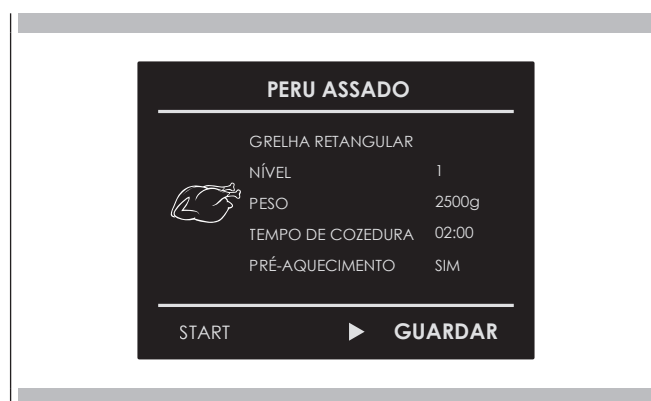 PERU ASSADO
GRELHA RETANGULAR
NÍVEL 1
PESO 2500g
TEMPO DE COZEDURA 02:00
PRÉ-AQUECIMENTO SIM
START ▶ GUARDAR